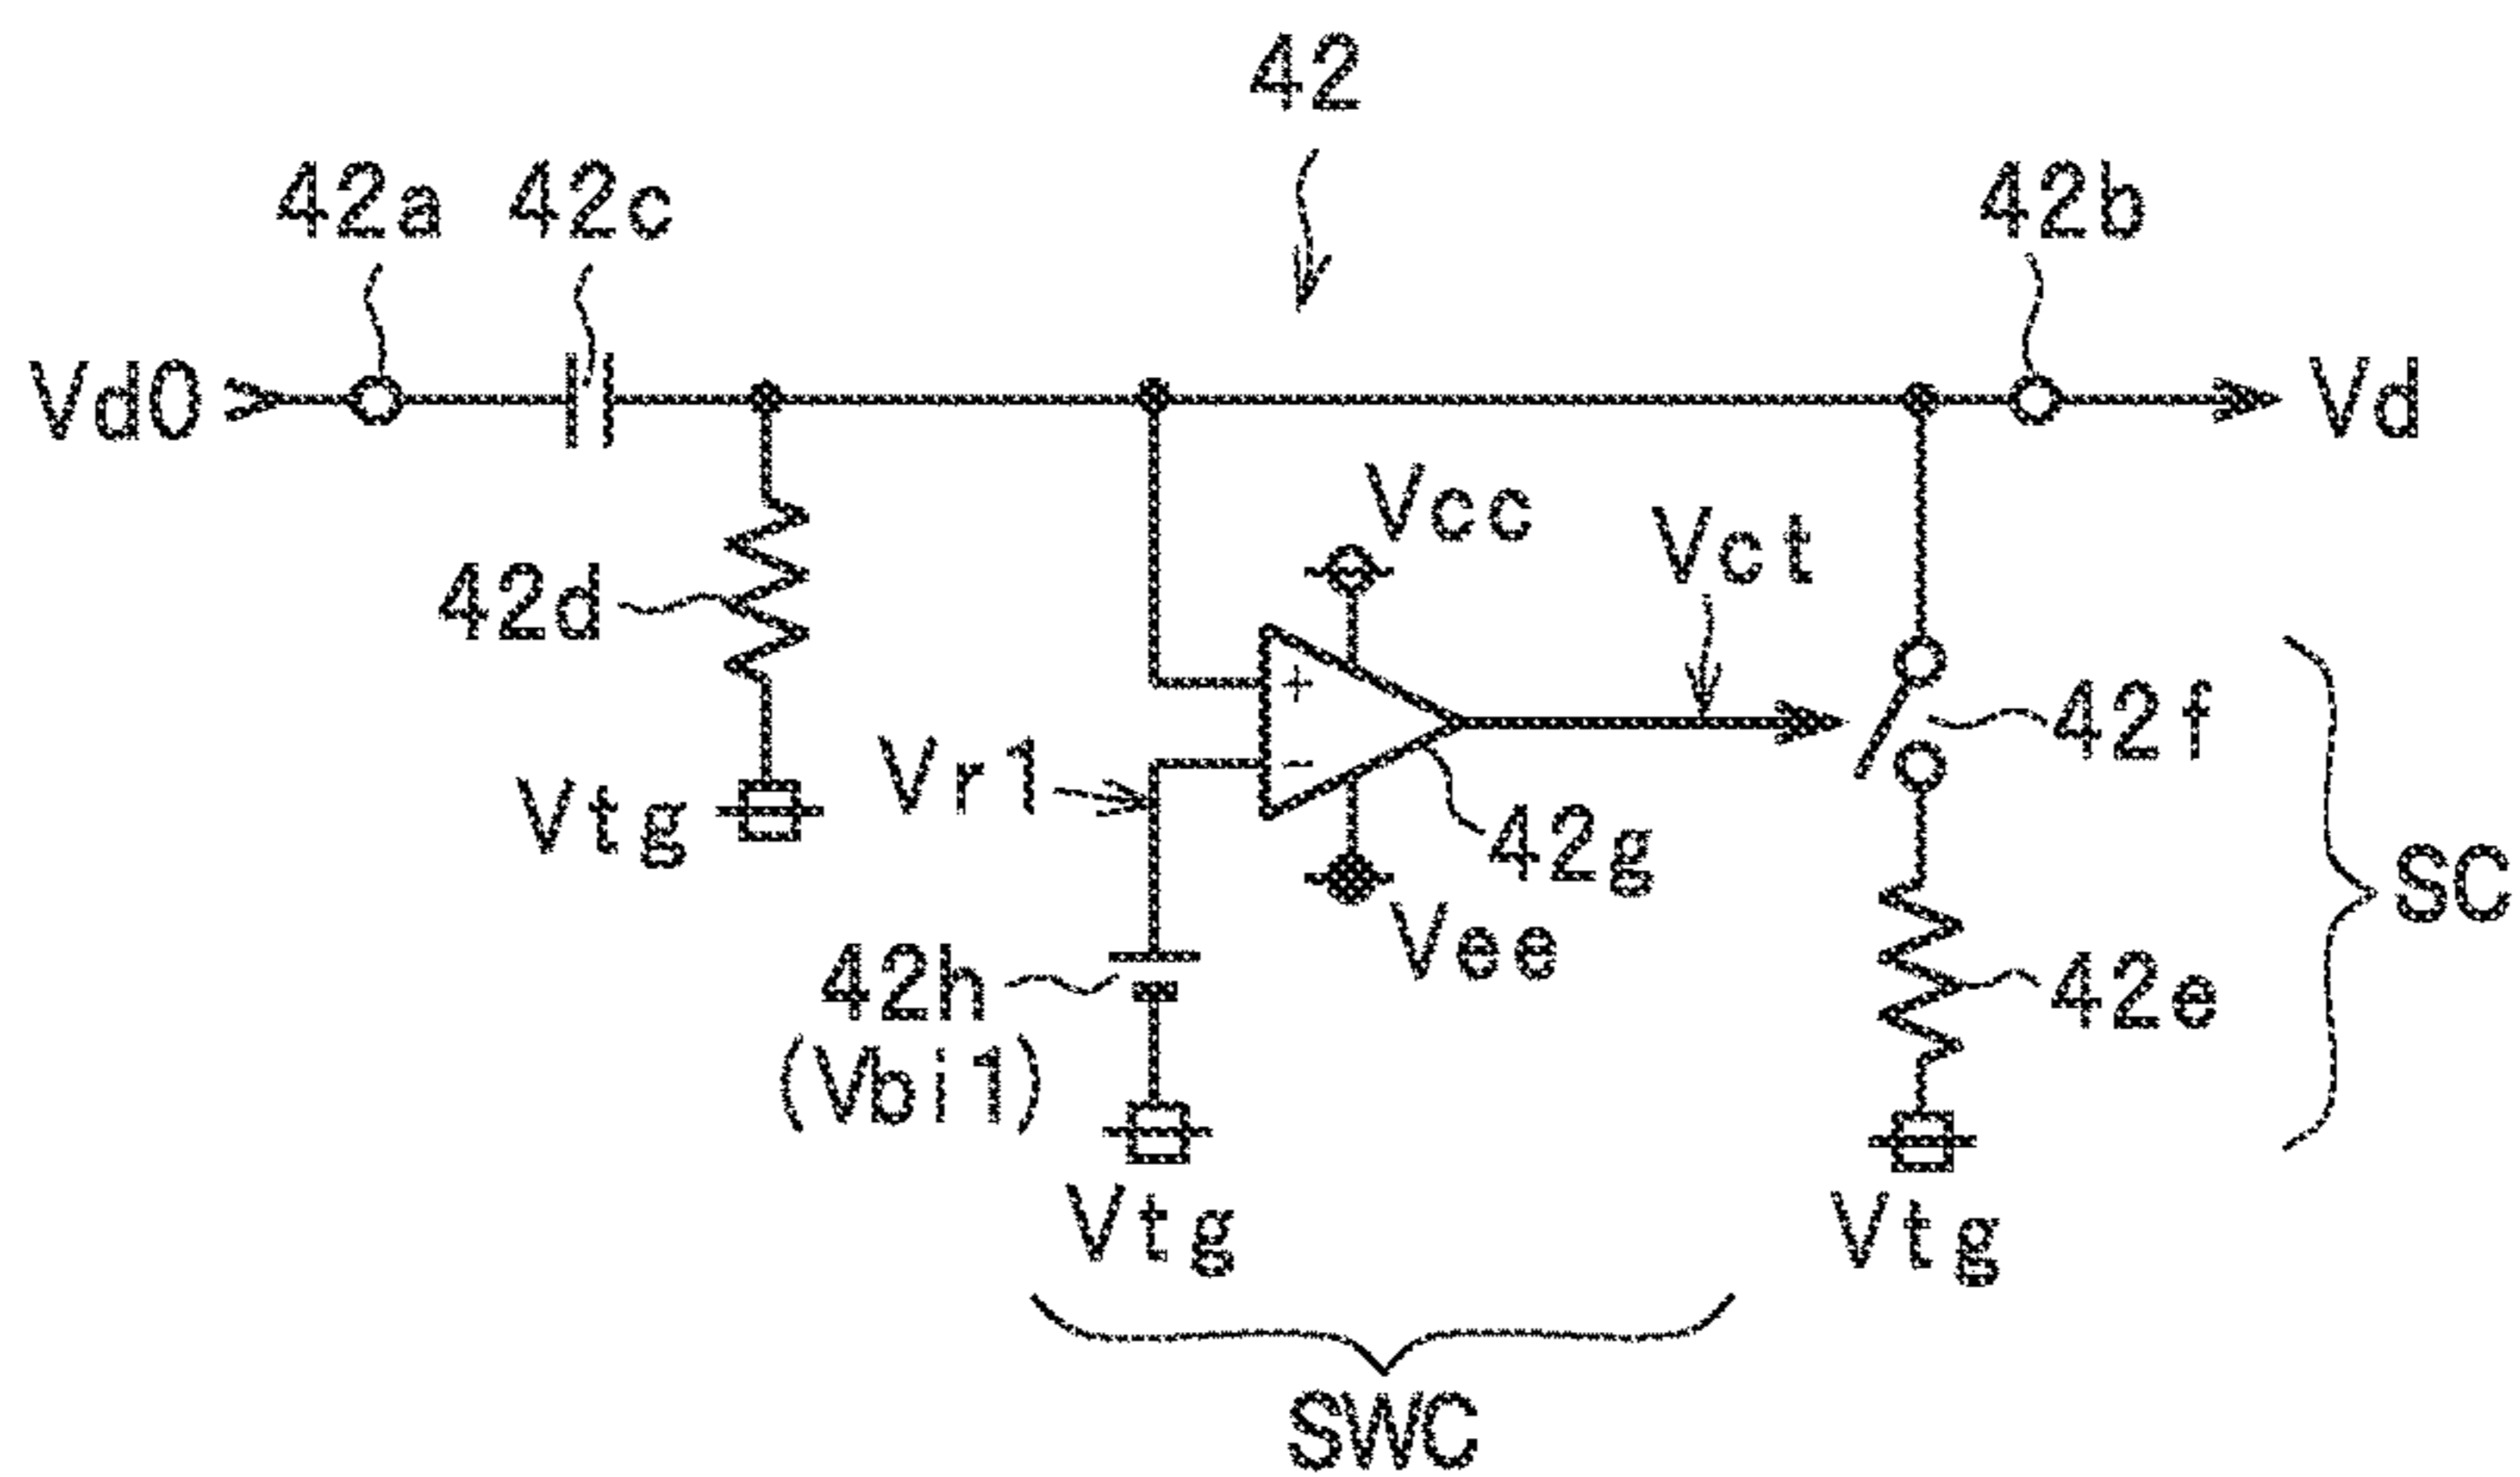 42
42a
42c
42b
Vd0
Vd
Vcc
Vct
42d
42f
Vr1
Vtg
+
-
42g
SC
42h
(Vbi1)
Vee
42e
Vtg
Vtg
SWC